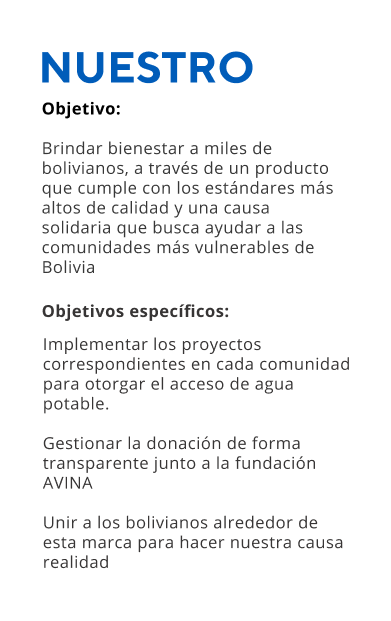 NUESTRO
Objetivo:
Brindar bienestar a miles de
bolivianos, a través de un producto
que cumple con los estándares más
altos de calidad y una causa
solidaria que busca ayudar a las
comunidades más vulnerables de
Bolivia
Objetivos específicos:
Implementar los proyectos
correspondientes en cada comunidad
para otorgar el acceso de agua
potable.
Gestionar la donación de forma
transparente junto a la fundación
AVINA
Unir a los bolivianos alrededor de
esta marca para hacer nuestra causa
realidad